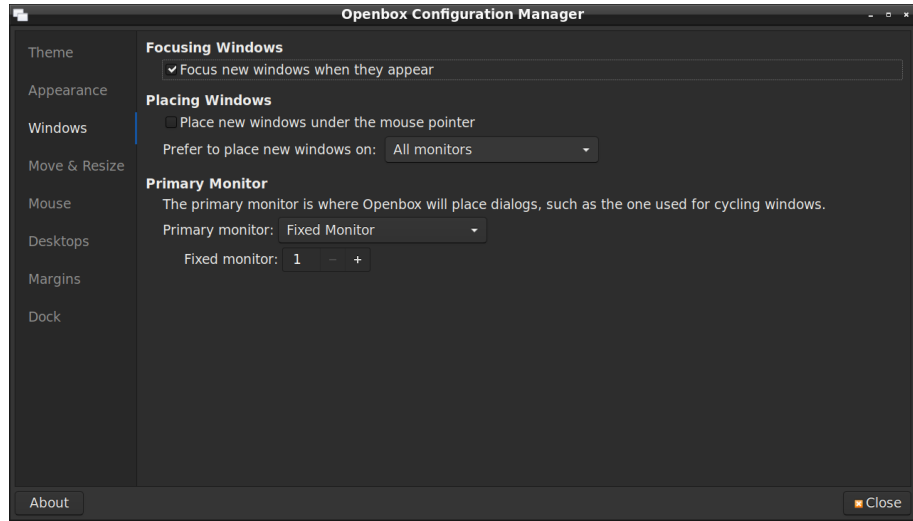 Openbox Configuration Manager
Theme
Appearance
Windows
Move & Resize
Mouse
Desktops
Margins
Dock
Focusing Windows
Focus new windows when they appear
Placing Windows
Place new windows under the mouse pointer
Prefer to place new windows on: All monitors
Primary Monitor
The primary monitor is where Openbox will place dialogs, such as the one used for cycling windows.
Primary monitor: Fixed Monitor
Fixed monitor: 1 − +
About
Close